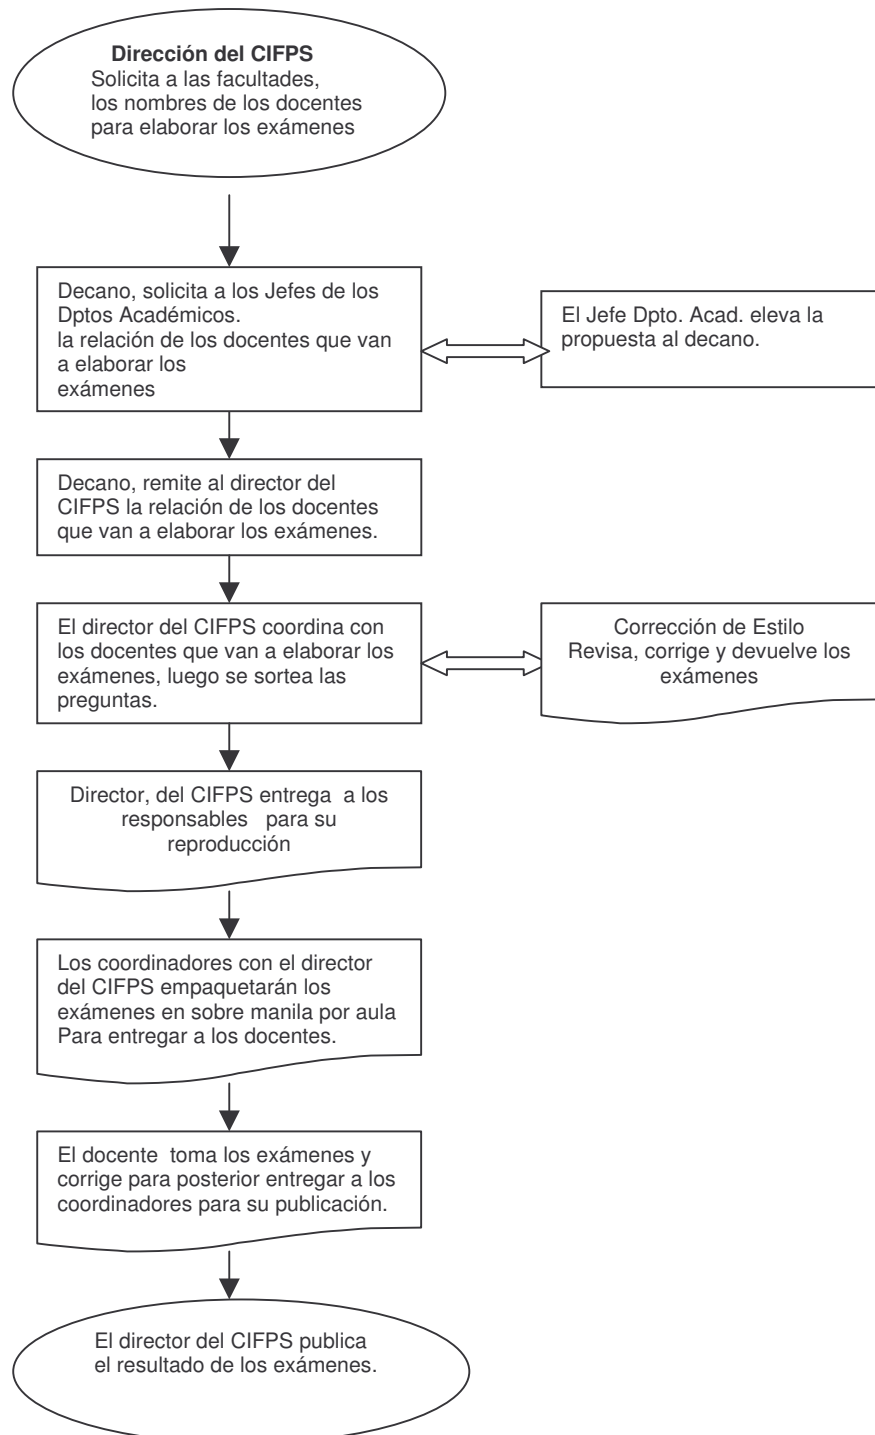 Dirección del CIFPS
Solicita a las facultades,
los nombres de los docentes
para elaborar los exámenes
Decano, solicita a los Jefes de los
Dptos Académicos.
la relación de los docentes que van
a elaborar los
exámenes
El Jefe Dpto. Acad. eleva la
propuesta al decano.
Decano, remite al director del
CIFPS la relación de los docentes
que van a elaborar los exámenes.
El director del CIFPS coordina con
los docentes que van a elaborar los
exámenes, luego se sortea las
preguntas.
Corrección de Estilo
Revisa, corrige y devuelve los
exámenes
Director, del CIFPS entrega a los
responsables para su
reproducción
Los coordinadores con el director
del CIFPS empaquetarán los
exámenes en sobre manila por aula
Para entregar a los docentes.
El docente toma los exámenes y
corrige para posterior entregar a los
coordinadores para su publicación.
El director del CIFPS publica
el resultado de los exámenes.